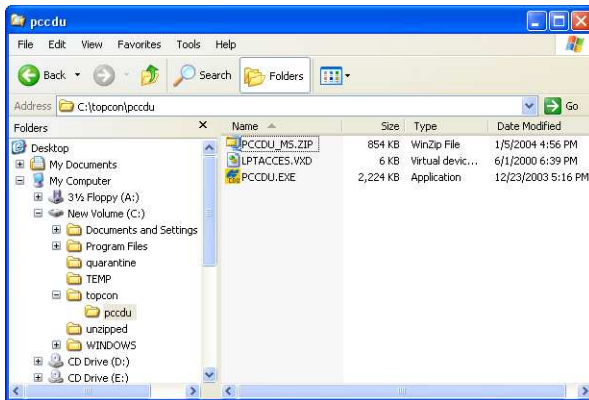 pccdu
File Edit View Favorites Tools Help
Back Search Folders
Address C:\topcon\pccdu Go
Folders Name Size Type Date Modified
Desktop
My Documents
My Computer
3½ Floppy (A:)
New Volume (C:)
Documents and Settings
Program Files
quarantine
TEMP
topcon
pccdu
unzipped
WINDOWS
CD Drive (D:)
CD Drive (E:)
PCCDU_MS.ZIP 854 KB WinZip File 1/5/2004 4:56 PM
LPTACCES.VXD 6 KB Virtual devic... 6/1/2000 6:39 PM
PCCDU.EXE 2,224 KB Application 12/23/2003 5:16 PM